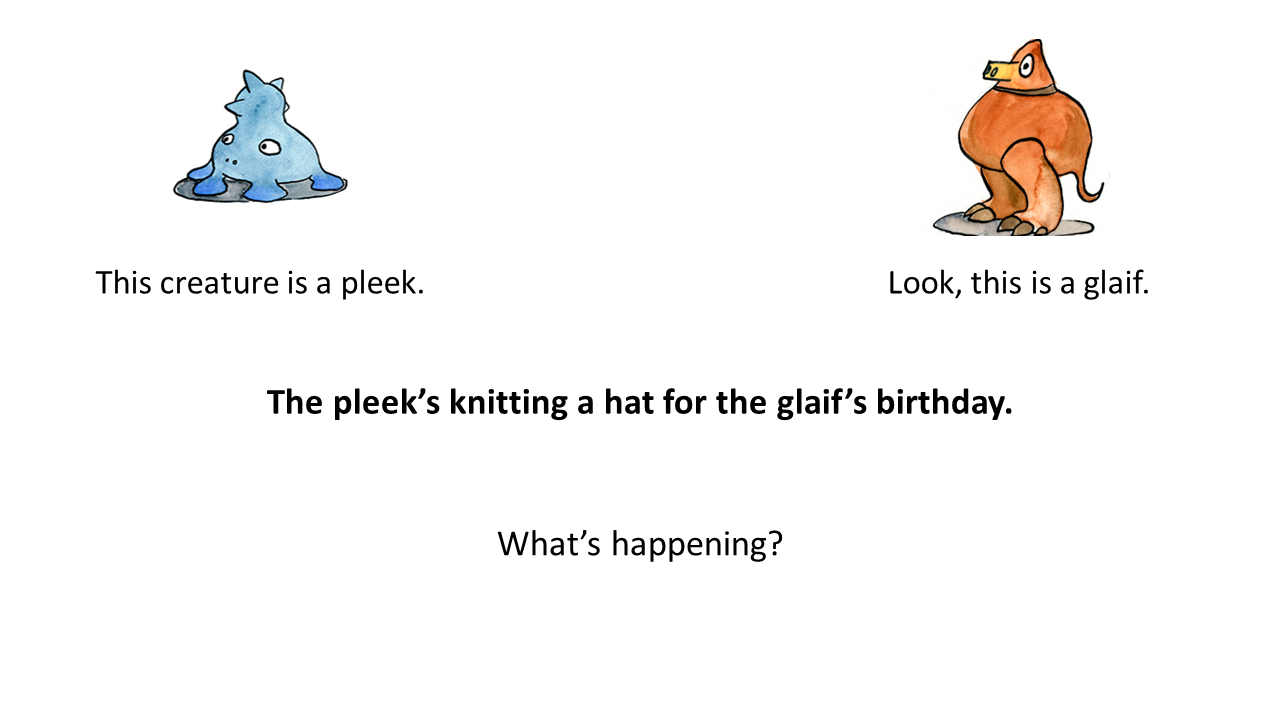 This creature is a pleek.
Look, this is a glaif.
The pleek’s knitting a hat for the glaif’s birthday.
What’s happening?